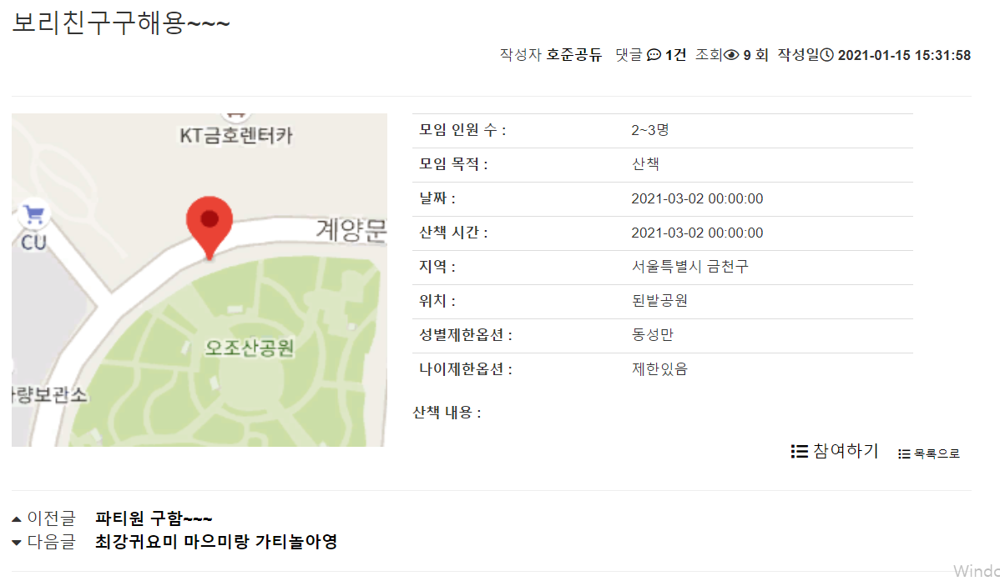 보리친구구해용~~~
작성자 호준공듀 댓글 1건 조회 9 회 작성일 2021-01-15 15:31:58
KT금호렌터카
CU
계양문
오조산공원
차량보관소
모임 인원 수 : 2~3명
모임 목적 : 산책
날짜 : 2021-03-02 00:00:00
산책 시간 : 2021-03-02 00:00:00
지역 : 서울특별시 금천구
위치 : 된밭공원
성별제한옵션 : 동성만
나이제한옵션 : 제한있음
산책 내용 :
참여하기 목록으로
이전글 파티원 구함~~~
다음글 최강귀요미 마으미랑 가티놀아영
Windo